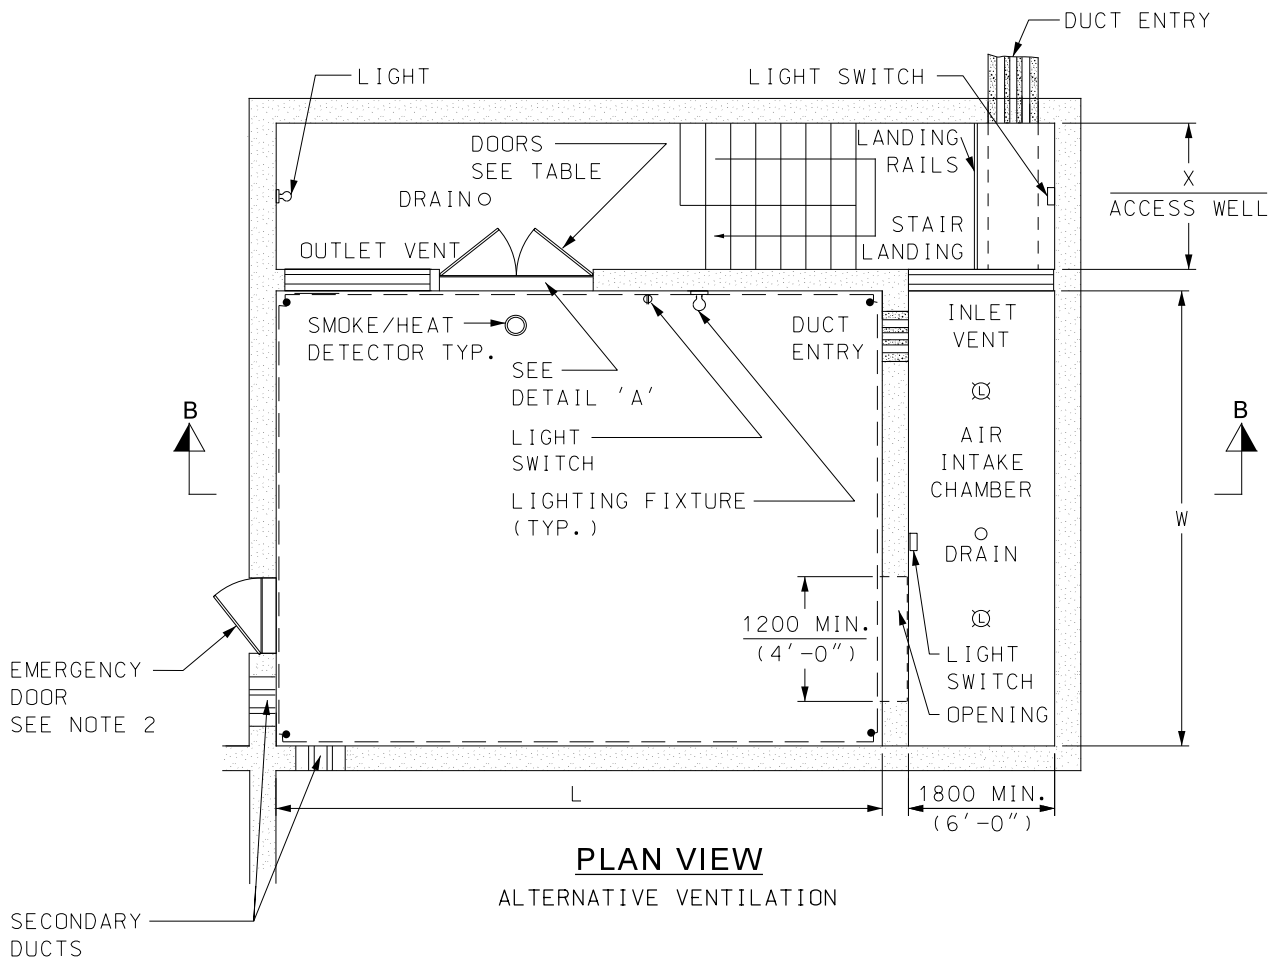 DUCT ENTRY
LIGHT
LIGHT SWITCH
DOORS
SEE TABLE
LANDING
RAILS
DRAIN
X
ACCESS WELL
OUTLET VENT
STAIR
LANDING
SMOKE/HEAT
DETECTOR TYP.
DUCT
ENTRY
INLET
VENT
SEE
DETAIL 'A'
L
B
B
LIGHT
SWITCH
AIR
INTAKE
CHAMBER
LIGHTING FIXTURE
(TYP.)
W
DRAIN
L
1200 MIN.
(4'-0")
LIGHT
SWITCH
OPENING
EMERGENCY
DOOR
SEE NOTE 2
L
1800 MIN.
(6'-0")
PLAN VIEW
ALTERNATIVE VENTILATION
SECONDARY
DUCTS